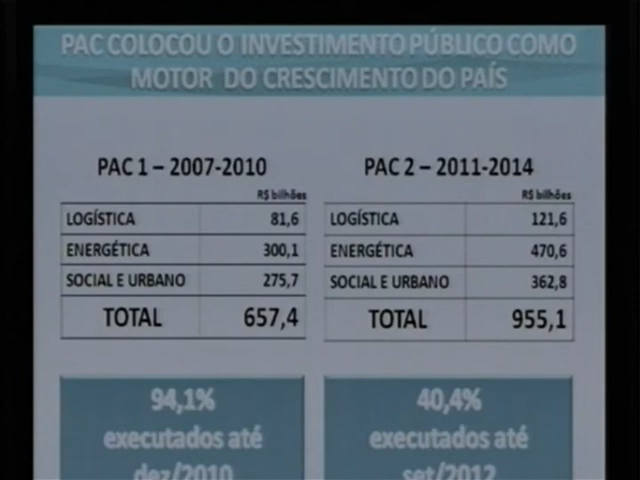 PAC COLOCOU O INVESTIMENTO PÚBLICO COMO
MOTOR DO CRESCIMENTO DO PAÍS
PAC 1 – 2007-2010
R$ bilhões
LOGÍSTICA 81,6
ENERGÉTICA 300,1
SOCIAL E URBANO 275,7
TOTAL 657,4
94,1%
executados até
dez/2010
PAC 2 – 2011-2014
R$ bilhões
LOGÍSTICA 121,6
ENERGÉTICA 470,6
SOCIAL E URBANO 362,8
TOTAL 955,1
40,4%
executados até
set/2012